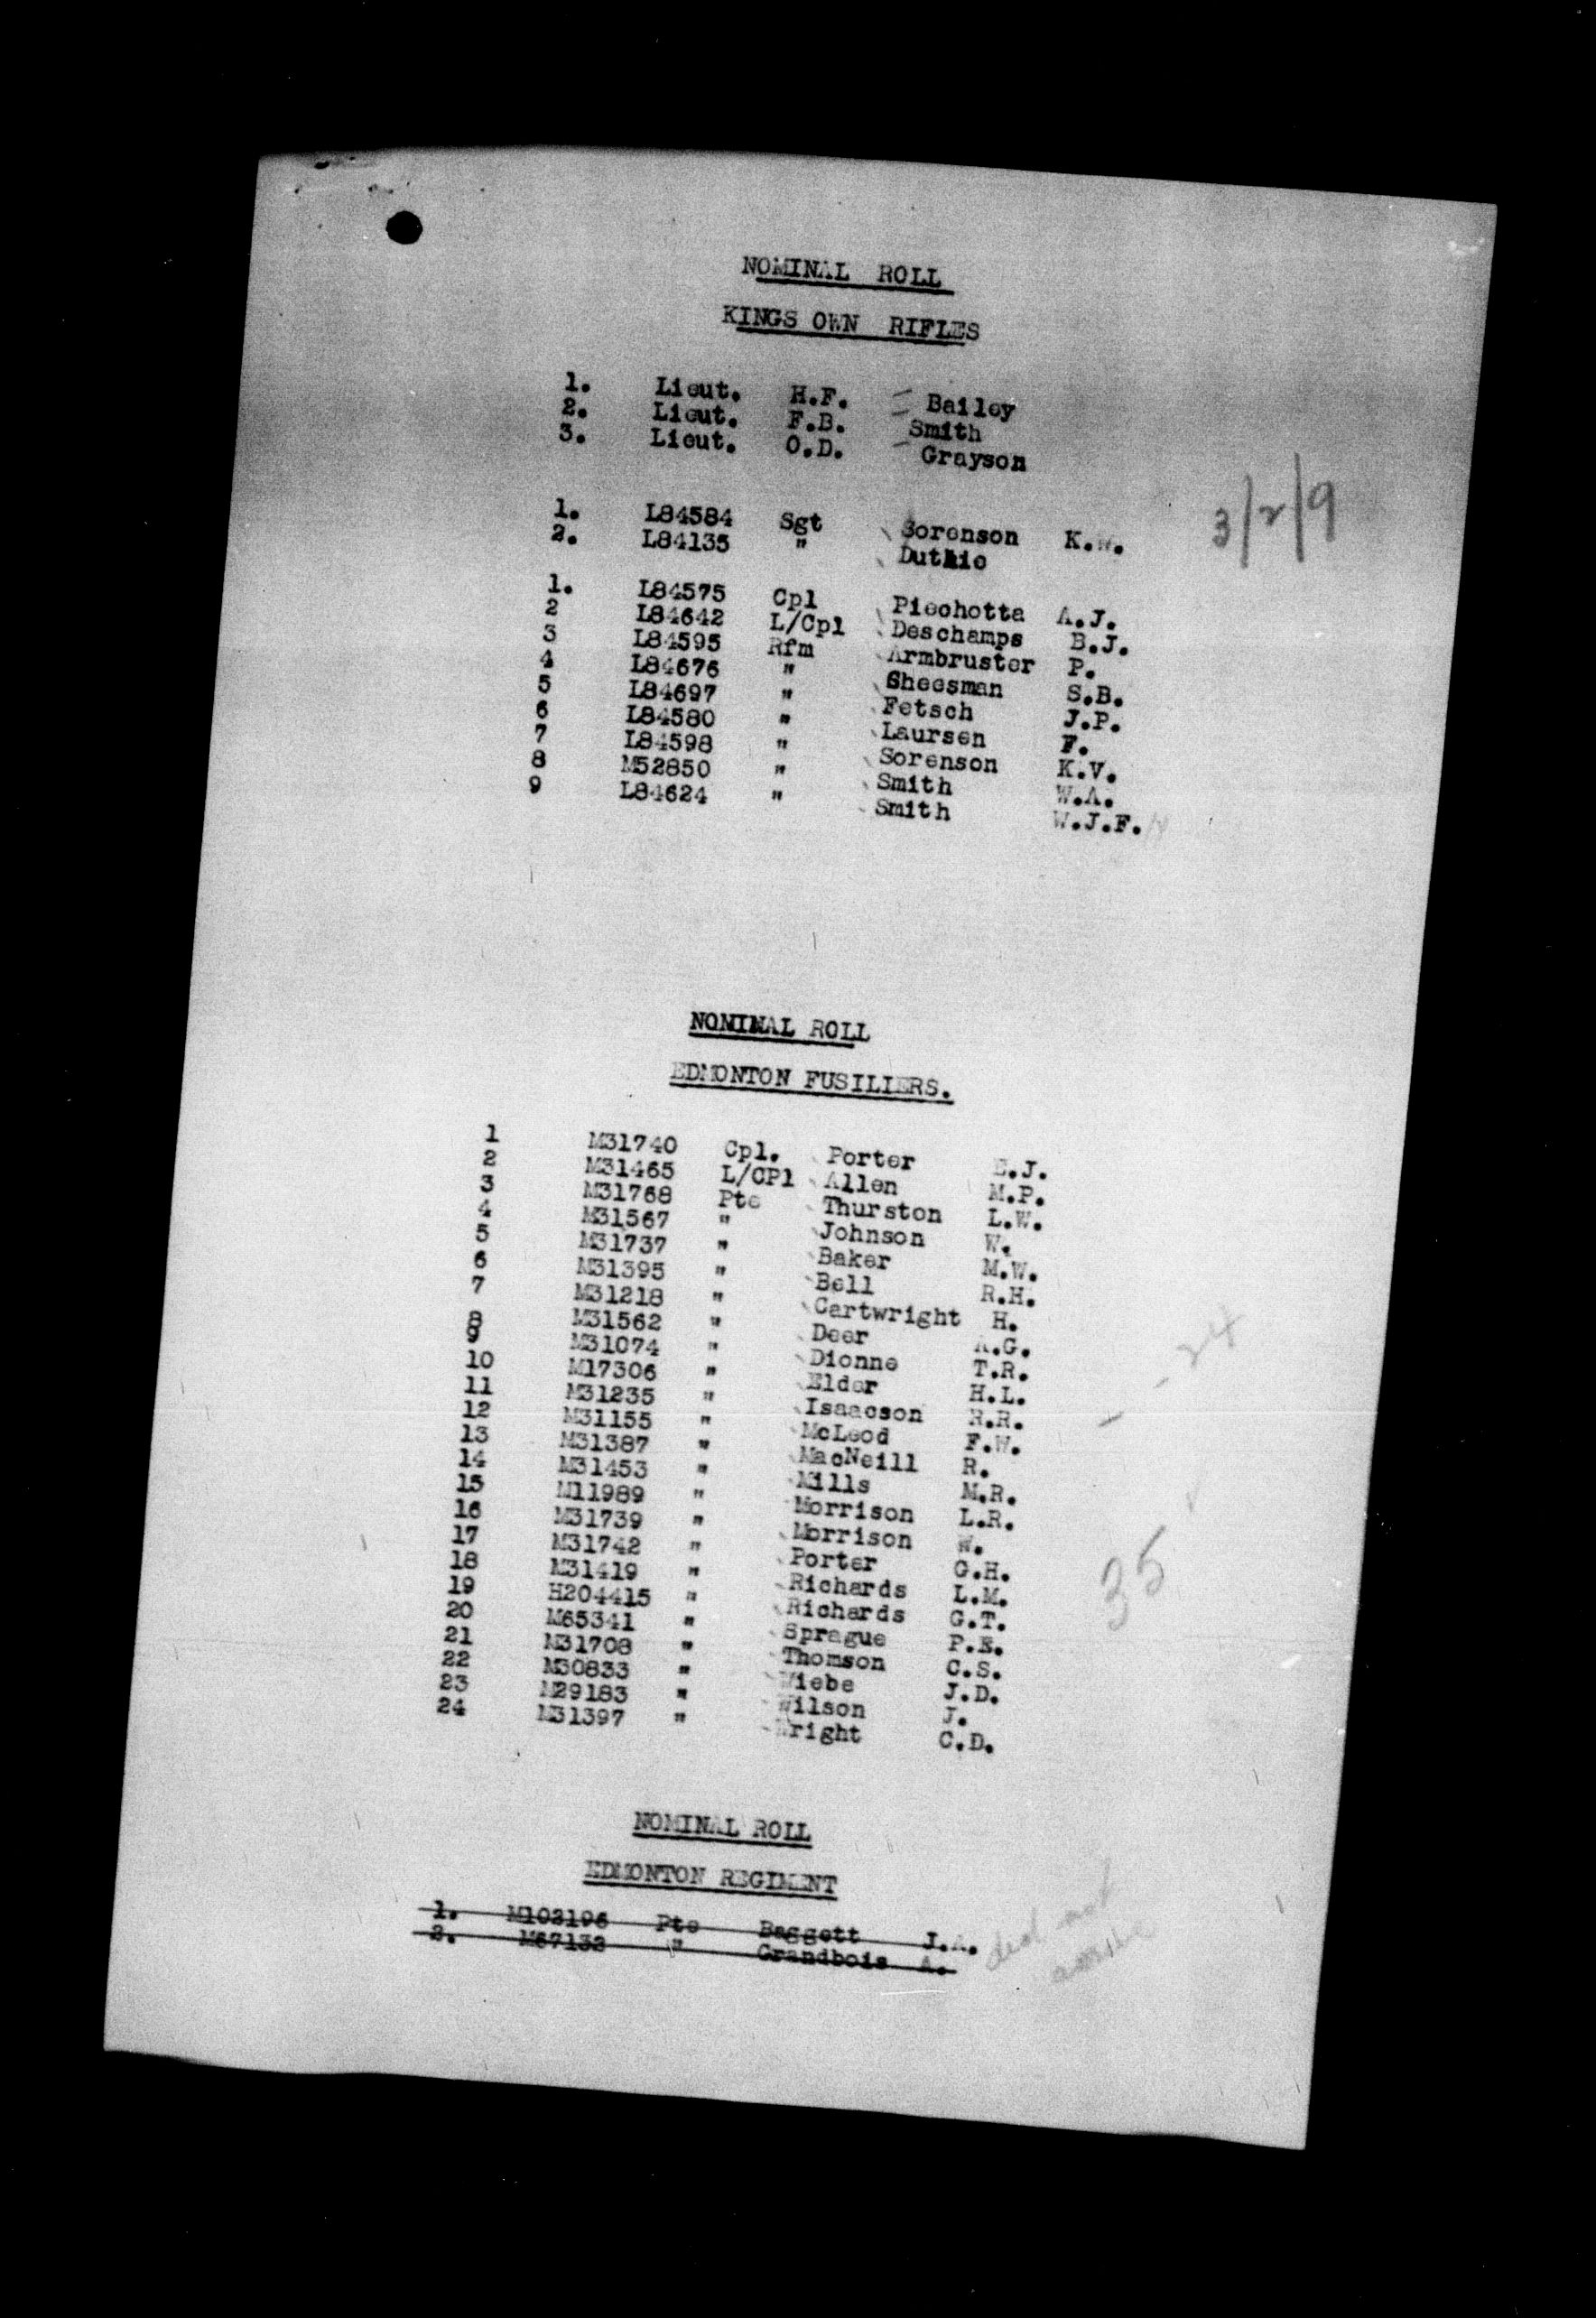 NOMINAL ROLL
KINGS OWN RIFLES
1. Lieut. H.F. Bailey
2. Lieut. F.B. Smith
3. Lieut. O.D. Grayson
3/2/9
1. L84584 Sgt Sorenson K.W.
2. L84135 " Duthie
1. L84575 Cpl Piechotta A.J.
2 L84642 L/Cpl Deschamps B.J.
3 L84595 Rfm Armbruster P.
4 L84676 " Sheesman S.B.
5 L84697 " Fetsch J.P.
6 L84580 " Laursen F.
7 L84598 " Sorenson K.V.
8 M52850 " Smith W.A.
9 L84624 " Smith W.J.F.
NOMINAL ROLL
EDMONTON FUSILIERS.
1 M31740 Cpl. Porter E.J.
2 M31465 L/CPl Allen M.P.
3 M31768 Pte Thurston L.W.
4 M31567 " Johnson W.
5 M31737 " Baker M.W.
6 M31395 " Bell R.H.
7 M31218 " Cartwright H.
8 M31562 " Deer A.G.
9 M31074 " Dionne T.R.
10 M17306 " Elder H.L.
11 M31235 " Isaacson R.R.
12 M31155 " McLeod F.W.
13 M31387 " MacNeill R.
14 M31453 " Mills M.R.
15 M11989 " Morrison L.R.
16 M31739 " Morrison W.
17 M31742 " Porter G.H.
18 M31419 " Richards L.M.
19 H204415 " Richards G.T.
20 M65341 " Sprague P.E.
21 M31708 " Thomson C.S.
22 M30833 " Wiebe J.D.
23 M29183 " Wilson J.
24 M31397 " Wright C.D.
- 24
35
NOMINAL ROLL
EDMONTON REGIMENT
1. M103196 Pte Baggett J.A.
2. M67132 " Grandbois A.
did not
arrive